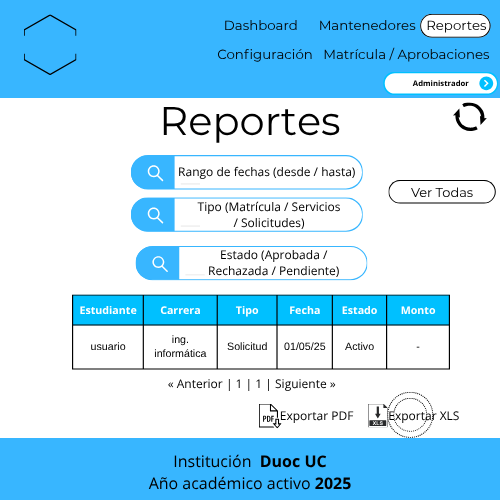 Dashboard Mantenedores Reportes
Configuración Matrícula / Aprobaciones
Administrador
Reportes
Rango de fechas (desde / hasta)
Ver Todas
Tipo (Matrícula / Servicios
/ Solicitudes)
Estado (Aprobada /
Rechazada / Pendiente)
Estudiante Carrera Tipo Fecha Estado Monto
usuario ing. informática Solicitud 01/05/25 Activo -
« Anterior | 1 | 1 | Siguiente »
PDF Exportar PDF XLS Exportar XLS
Institución Duoc UC
Año académico activo 2025